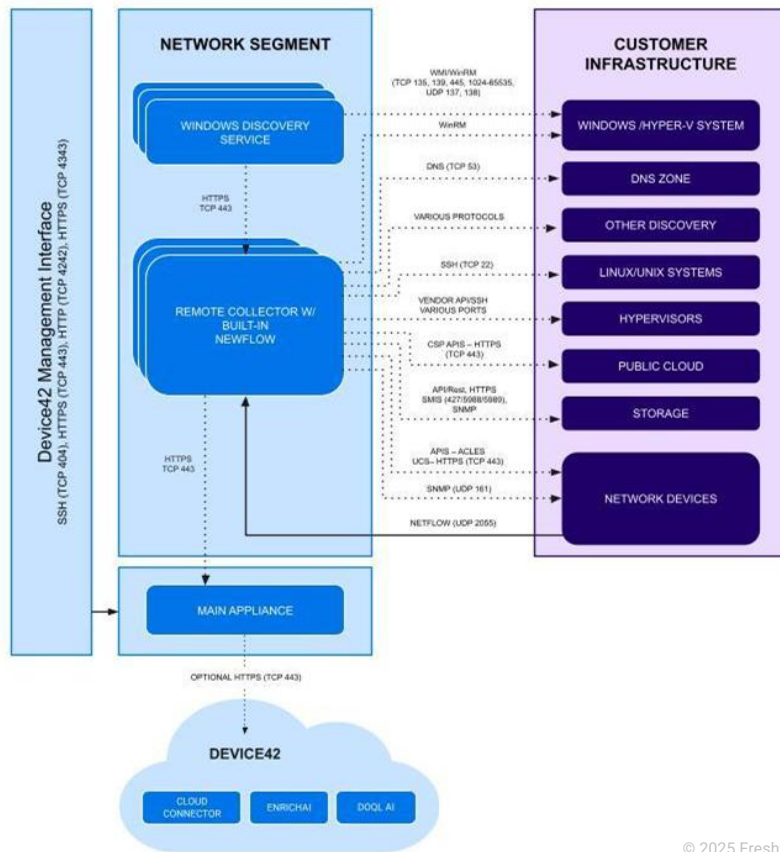 Device42 Management Interface
SSH (TCP 404), HTTPS (TCP 443), HTTP (TCP 4242), HTTPS (TCP 4343)
NETWORK SEGMENT
WINDOWS DISCOVERY
SERVICE
HTTPS
TCP 443
REMOTE COLLECTOR W/
BUILT-IN
NEWFLOW
HTTPS
TCP 443
WMI/WinRM
(TCP 135, 139, 445, 1024-65535,
UDP 137, 138)
WinRM
DNS (TCP 53)
VARIOUS PROTOCOLS
SSH (TCP 22)
VENDOR API/SSH
VARIOUS PORTS
CSP APIS – HTTPS
(TCP 443)
API/Rest, HTTPS
SMIS (427/5988/5989),
SNMP
APIS – ACLES
UCS– HTTPS (TCP 443)
SNMP (UDP 161)
NETFLOW (UDP 2055)
CUSTOMER
INFRASTRUCTURE
WINDOWS /HYPER-V SYSTEM
DNS ZONE
OTHER DISCOVERY
LINUX/UNIX SYSTEMS
HYPERVISORS
PUBLIC CLOUD
STORAGE
NETWORK DEVICES
MAIN APPLIANCE
OPTIONAL HTTPS (TCP 443)
DEVICE42
CLOUD
CONNECTOR
ENRICHAI
DOQL AI
© 2025 Fresh